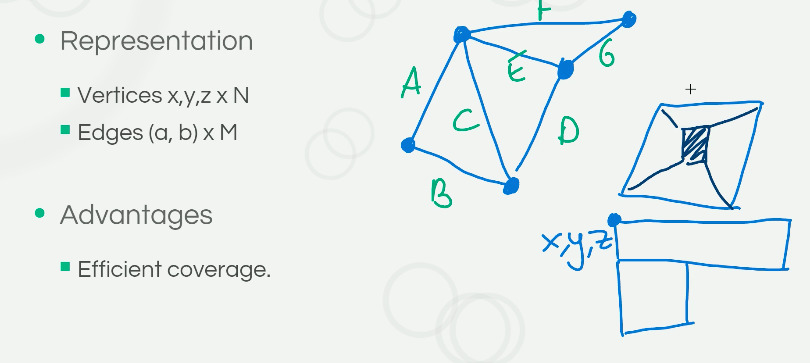 Representation
Vertices x,y,z x N
Edges (a, b) x M
Advantages
Efficient coverage.
F
A
E
G
C
D
B
x,y,z